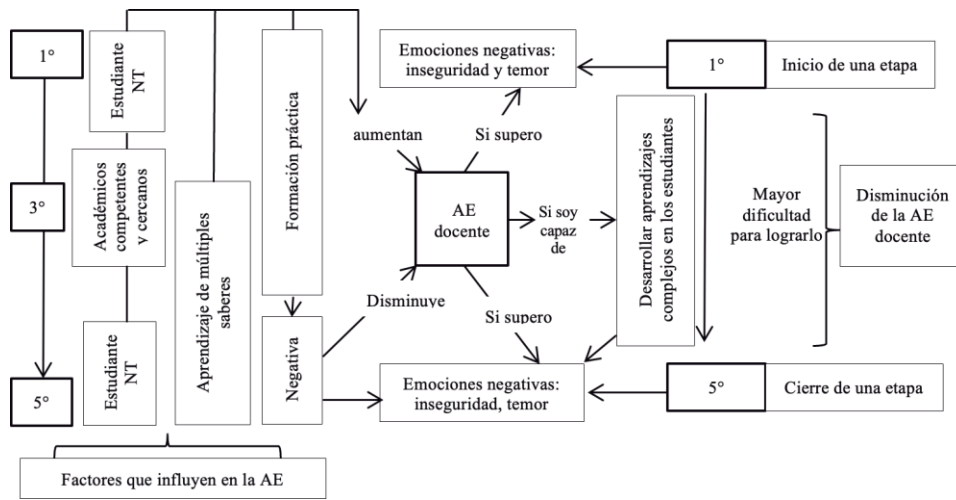 1°
3°
5°
Estudiante
NT
Académicos
competentes
y cercanos
Estudiante
NT
Aprendizaje de múltiples
saberes
Formación práctica
Negativa
Factores que influyen en la AE
aumentan
Disminuye
AE
docente
Si supero
Si soy
capaz
de
Si supero
Emociones negativas:
inseguridad y temor
Emociones negativas:
inseguridad, temor
Desarrollar aprendizajes
complejos en los estudiantes
1°
Inicio de una etapa
5°
Cierre de una etapa
Mayor
dificultad
para lograrlo
Disminución
de la AE
docente